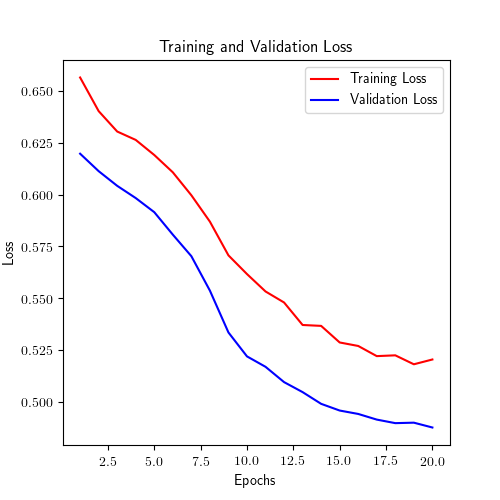 Training and Validation Loss
Training Loss
Validation Loss
0.650
0.625
0.600
0.575
0.550
0.525
0.500
Loss
2.5 5.0 7.5 10.0 12.5 15.0 17.5 20.0
Epochs